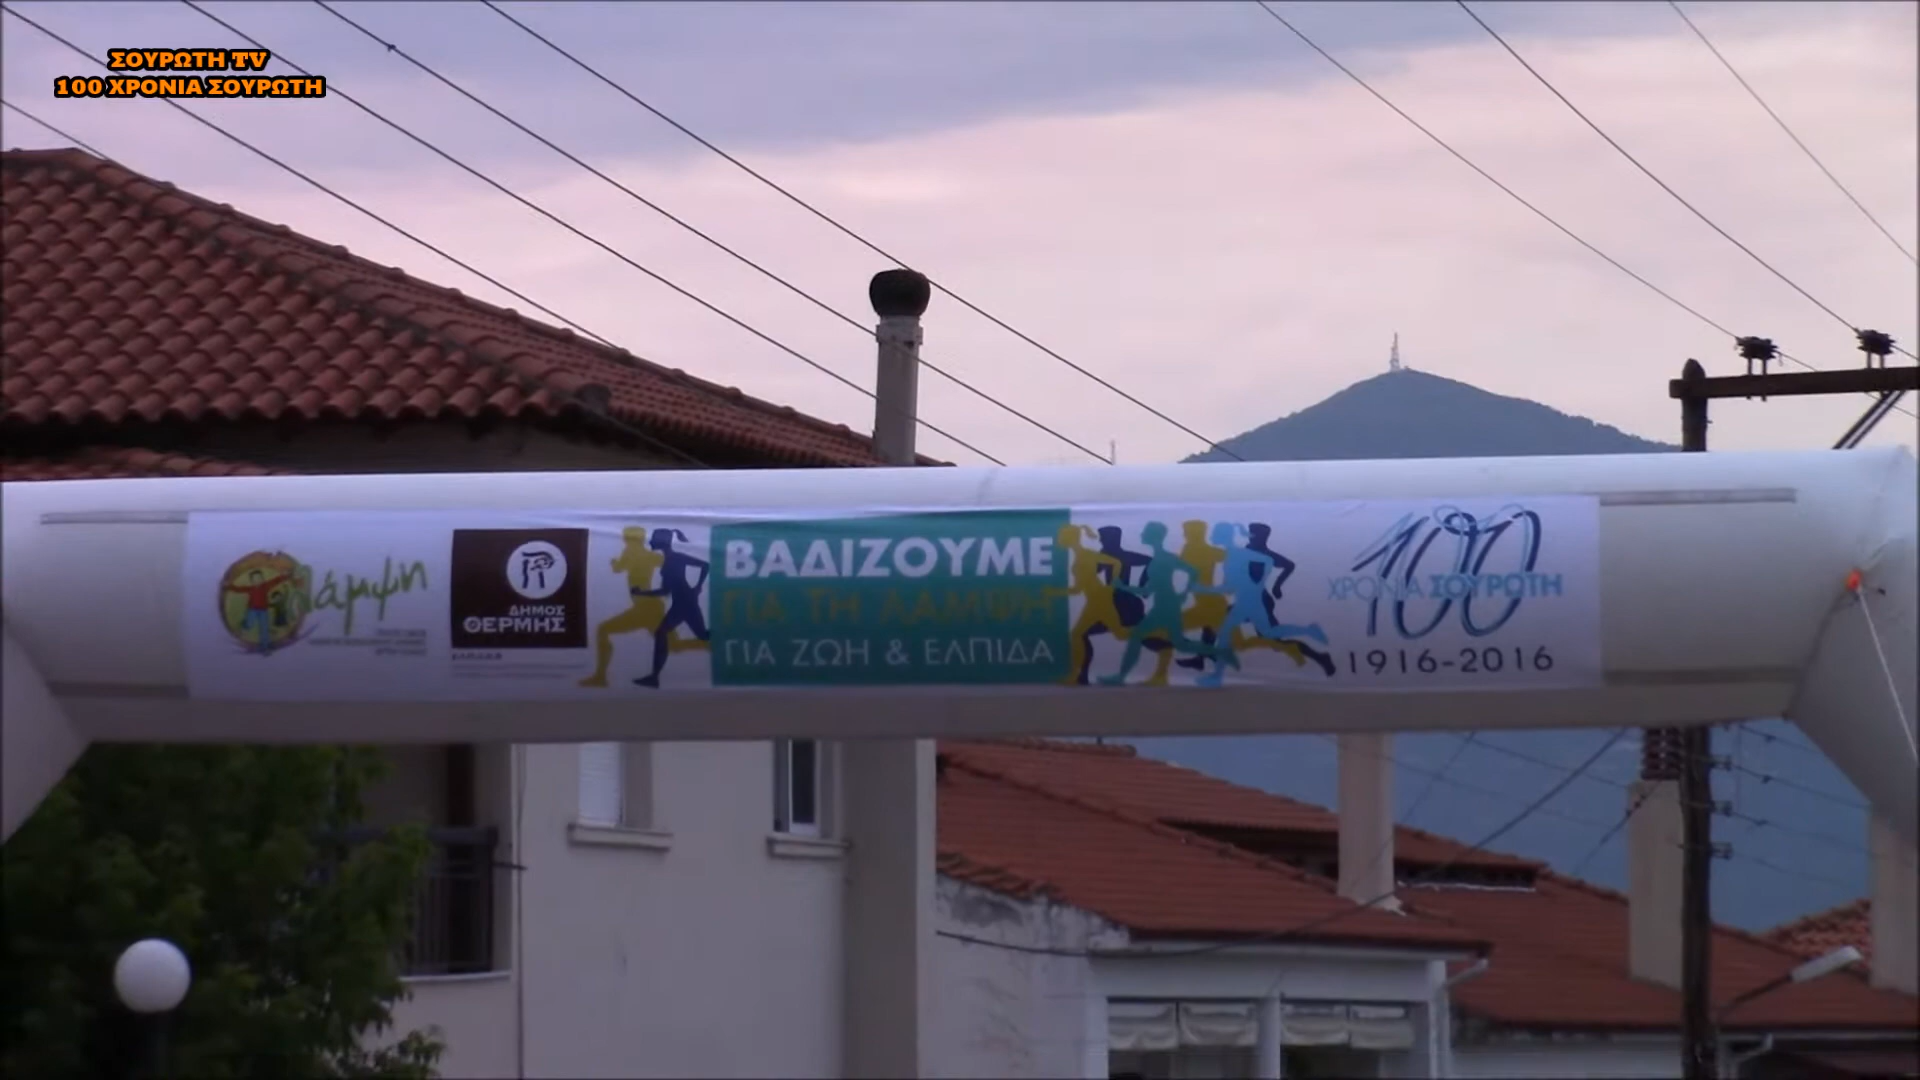 ΣΟΥΡΩΤΗ TV
100 ΧΡΟΝΙΑ ΣΟΥΡΩΤΗ
λάμψη
ΔΗΜΟΣ
ΘΕΡΜΗΣ
ΒΑΔΙΖΟΥΜΕ
ΓΙΑ ΤΗ ΛΑΜΨΗ
ΓΙΑ ΖΩΗ & ΕΛΠΙΔΑ
100
ΧΡΟΝΙΑ ΣΟΥΡΩΤΗ
1916-2016